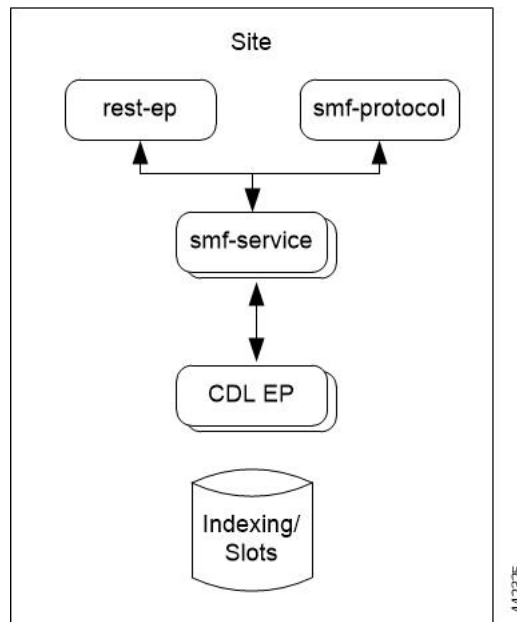 Site
rest-ep
smf-protocol
smf-service
CDL EP
Indexing/
Slots